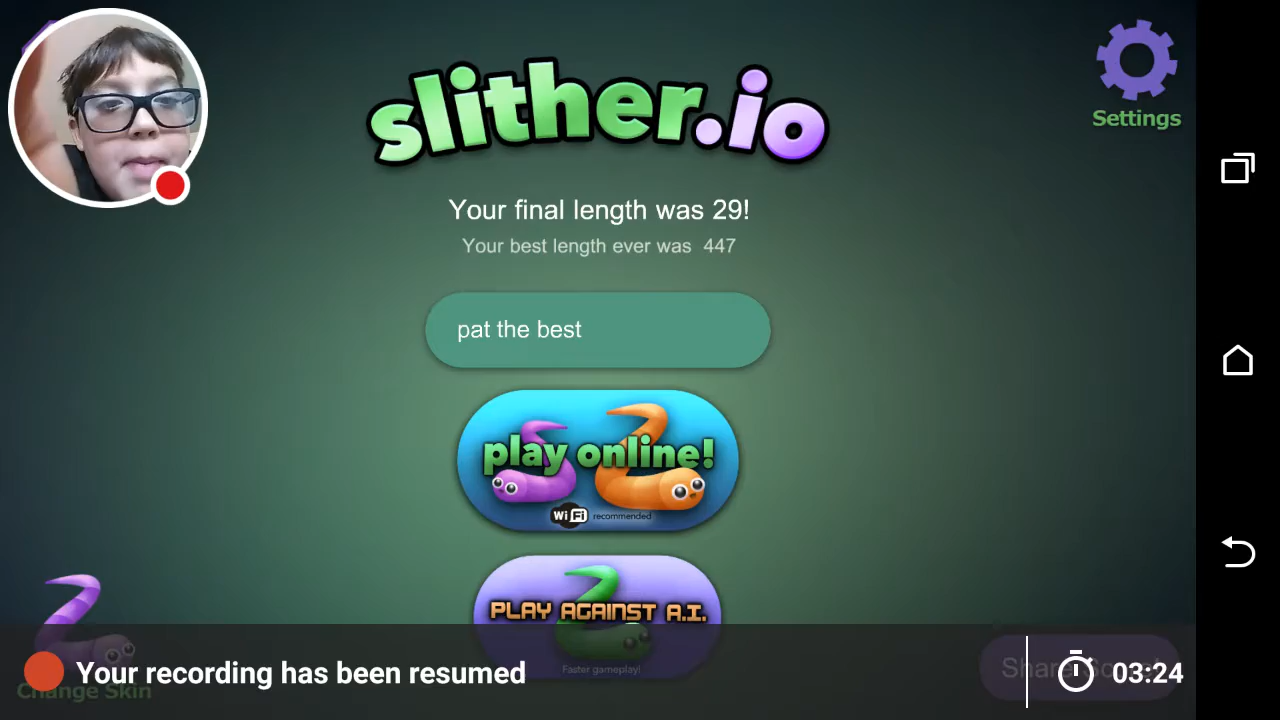 slither.io
Settings
Your final length was 29!
Your best length ever was 447
pat the best
play online!
WiFi recommended
PLAY AGAINST A.I.
Faster gameplay!
Your recording has been resumed
03:24
Change Skin